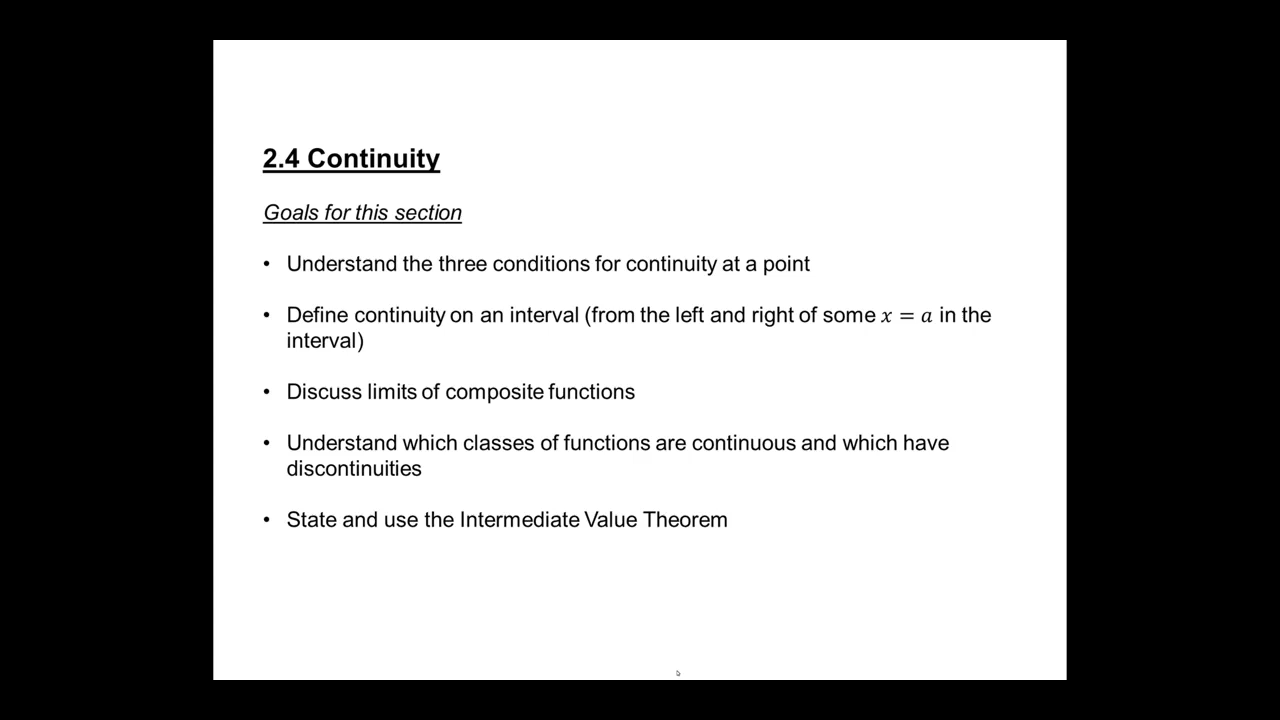 2.4 Continuity
Goals for this section
• Understand the three conditions for continuity at a point
• Define continuity on an interval (from the left and right of some x = a in the
interval)
• Discuss limits of composite functions
• Understand which classes of functions are continuous and which have
discontinuities
• State and use the Intermediate Value Theorem